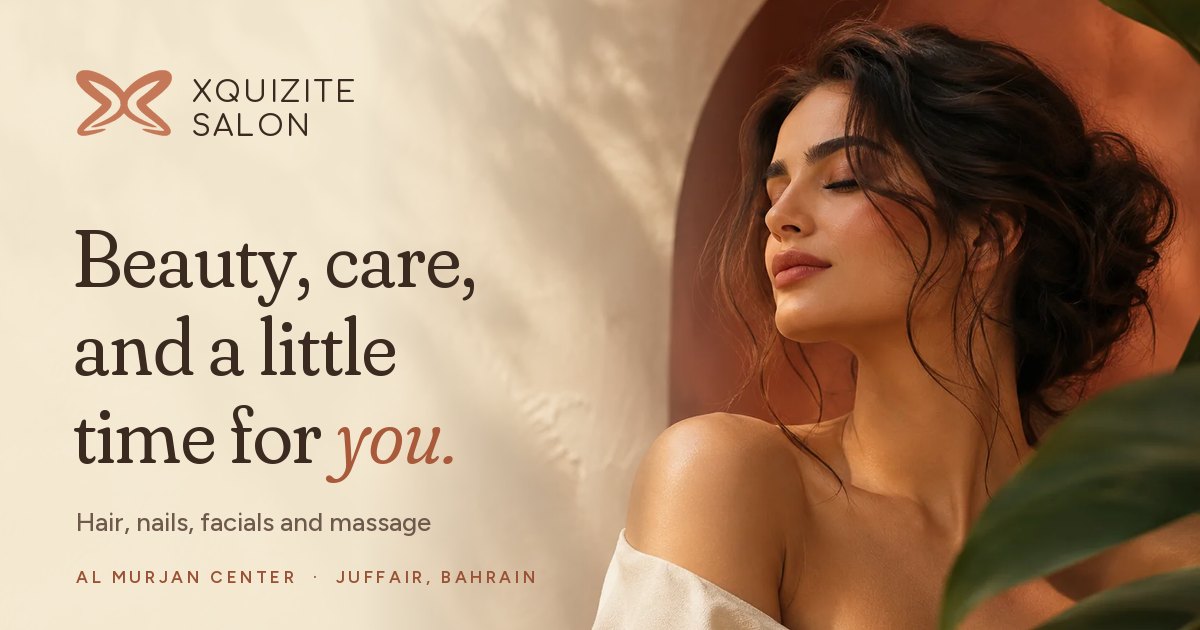 XQUIZITE
SALON
Beauty, care,
and a little
time for you.
Hair, nails, facials and massage
AL MURJAN CENTER · JUFFAIR, BAHRAIN